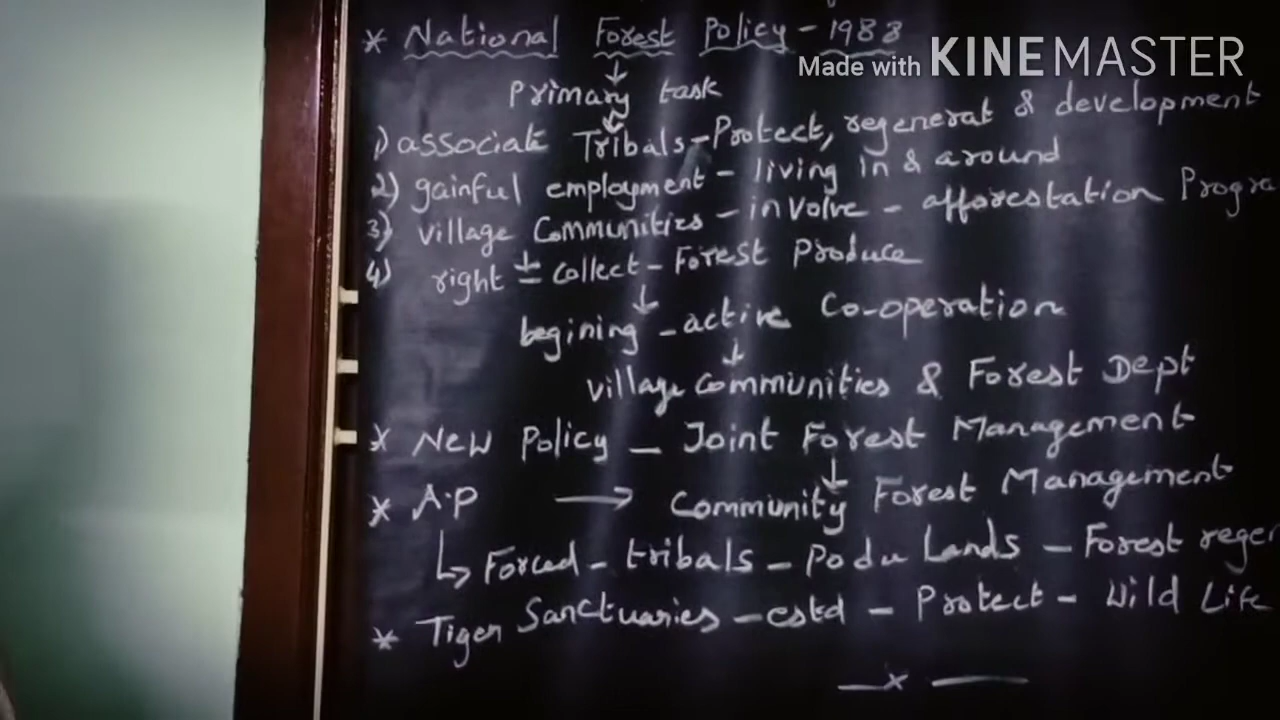 * National Forest Policy - 1988
Made with KINEMASTER
↓
Primary task
↓
1) associate Tribals - Protect, regenerat & development
2) gainful employment - living in & around
3) village Communities - involve - afforestation Progra
4) right to collect - Forest Produce
↓
begining - active Co-operation
↓
village communities & Forest Dept
* New Policy - Joint Forest Management
↓
* A.P → Community Forest Management
↳ Forced - tribals - Podu Lands - Forest regen
* Tiger Sanctuaries - estd - Protect - Wild Life
—x—